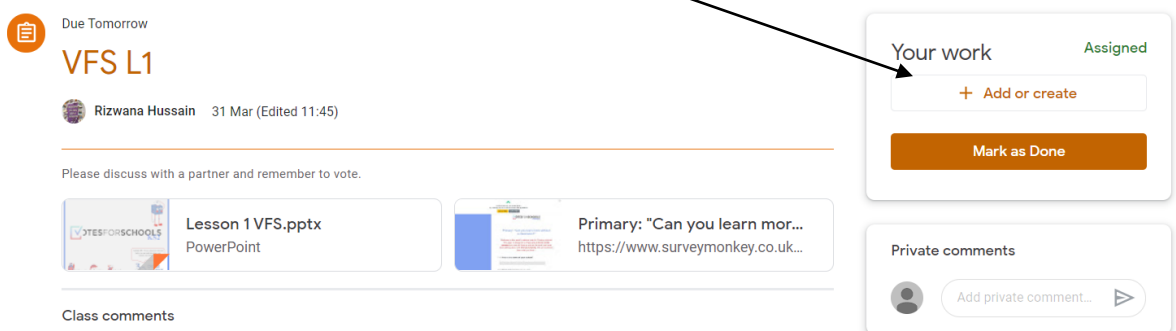 Due Tomorrow
VFS L1
Rizwana Hussain 31 Mar (Edited 11:45)
Please discuss with a partner and remember to vote.
VOTESFORSCHOOLS
Lesson 1 VFS.pptx
PowerPoint
Primary: "Can you learn mor...
https://www.surveymonkey.co.uk...
Class comments
Your work
Assigned
+ Add or create
Mark as Done
Private comments
Add private comment...